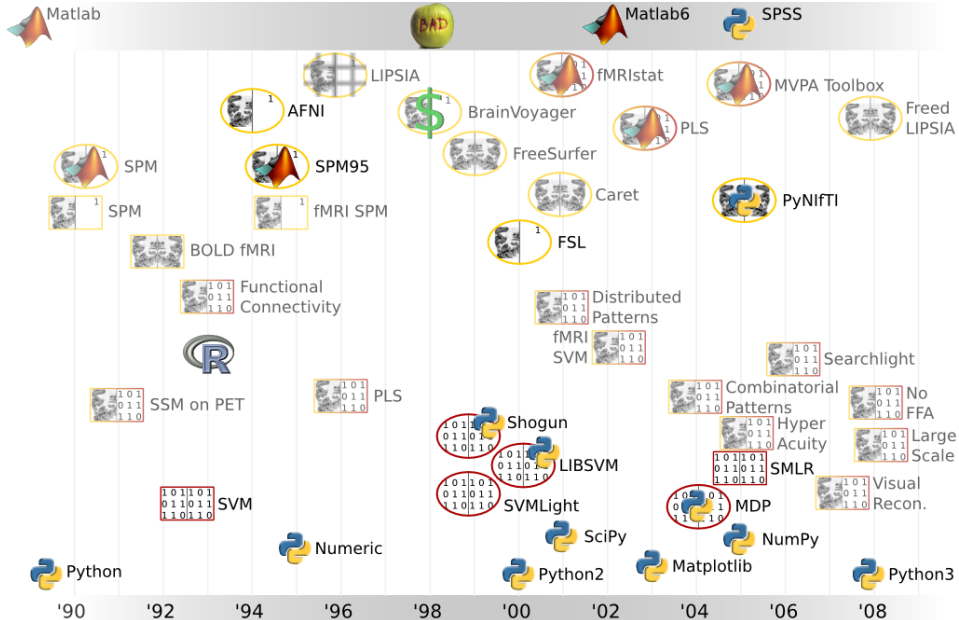 Matlab
BAD
Matlab6
SPSS
LIPSIA
fMRIstat
MVPA Toolbox
AFNI
$
BrainVoyager
PLS
Freed
LIPSIA
SPM
SPM95
FreeSurfer
Caret
PyNIfTI
SPM
fMRI SPM
FSL
BOLD fMRI
Functional
Connectivity
Distributed
Patterns
fMRI
SVM
R
Searchlight
SSM on PET
PLS
Combinatorial
Patterns
No
FFA
Shogun
Hyper
Acuity
Large
Scale
LIBSVM
SMLR
SVM
SVMLight
MDP
Visual
Recon.
Numeric
SciPy
NumPy
Python
Python2
Matplotlib
Python3
'90 '92 '94 '96 '98 '00 '02 '04 '06 '08